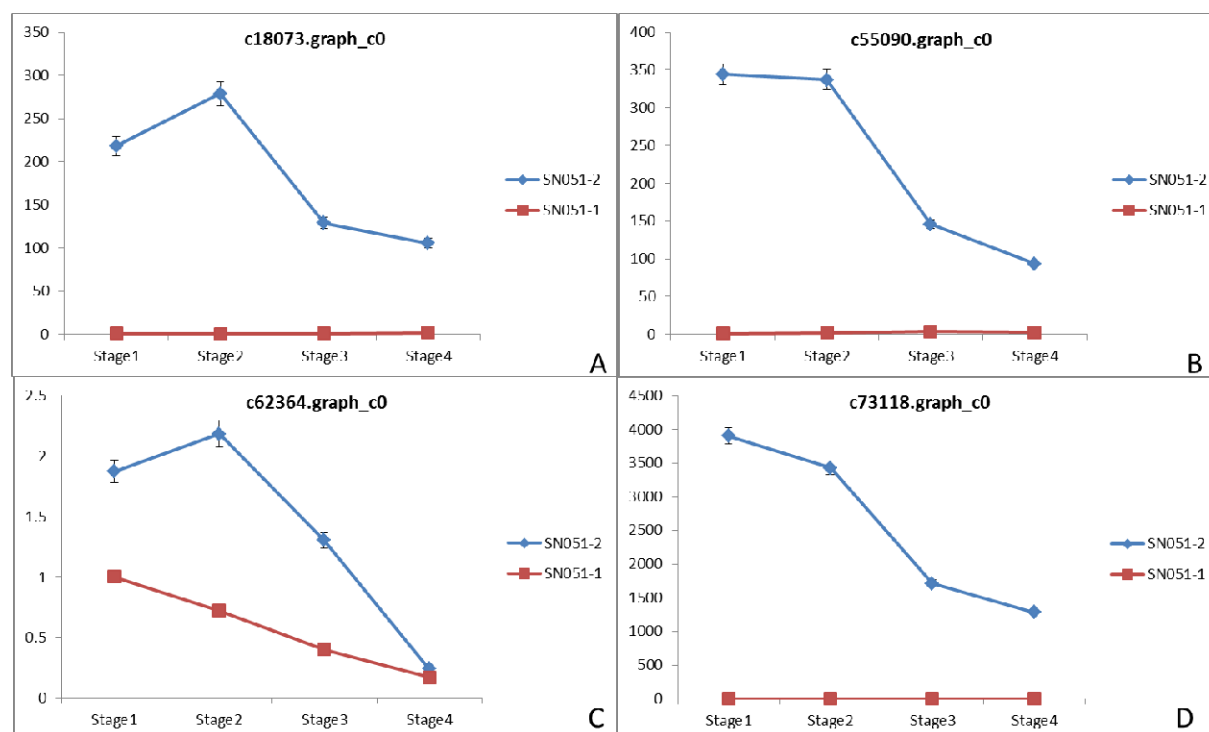 c18073.graph_c0
350
300
250
200
150
100
50
0
Stage1 Stage2 Stage3 Stage4
SN051-2
SN051-1
A
c55090.graph_c0
400
350
300
250
200
150
100
50
0
Stage1 Stage2 Stage3 Stage4
SN051-2
SN051-1
B
c62364.graph_c0
2.5
2
1.5
1
0.5
0
Stage1 Stage2 Stage3 Stage4
SN051-2
SN051-1
C
c73118.graph_c0
4500
4000
3500
3000
2500
2000
1500
1000
500
0
Stage1 Stage2 Stage3 Stage4
SN051-2
SN051-1
D